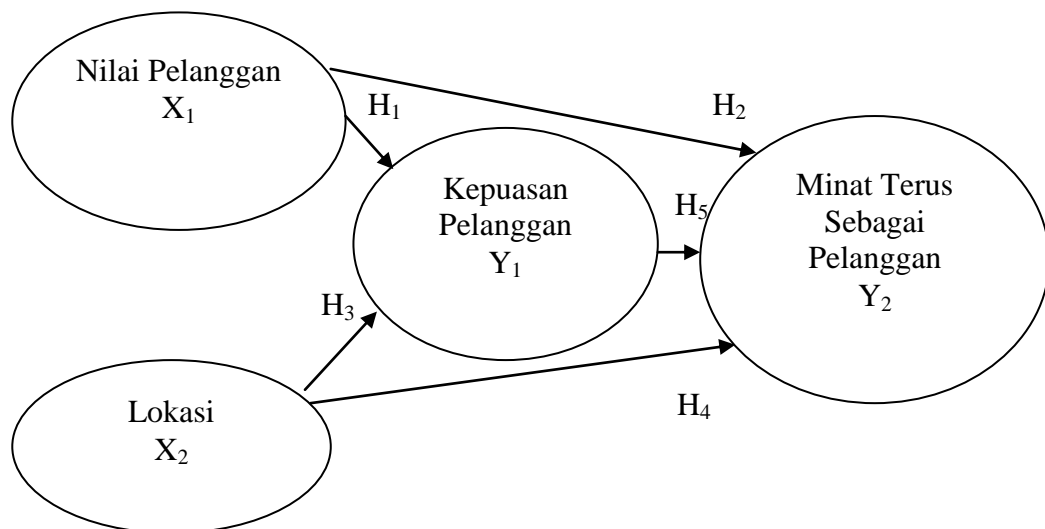 Nilai Pelanggan
X₁
H₁
H₂
Kepuasan
Pelanggan
Y₁
H₅
Minat Terus
Sebagai
Pelanggan
Y₂
H₃
Lokasi
X₂
H₄